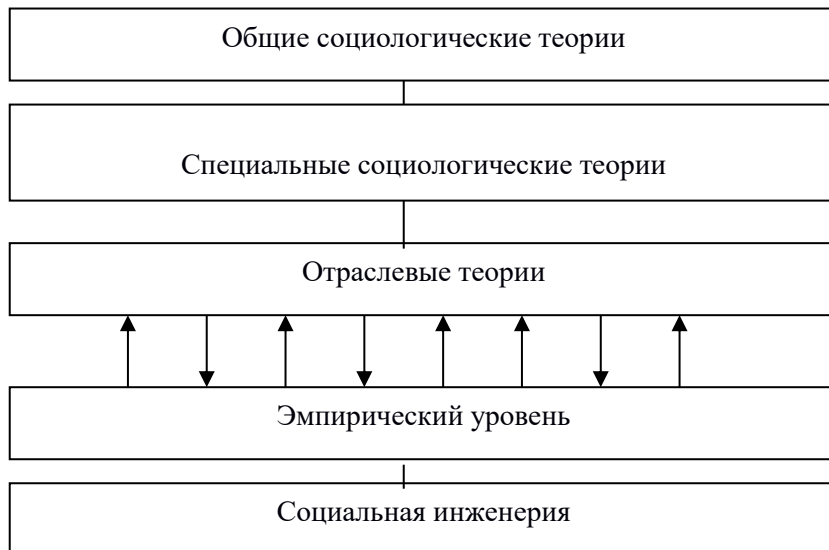 Общие социологические теории
Специальные социологические теории
Отраслевые теории
Эмпирический уровень
Социальная инженерия